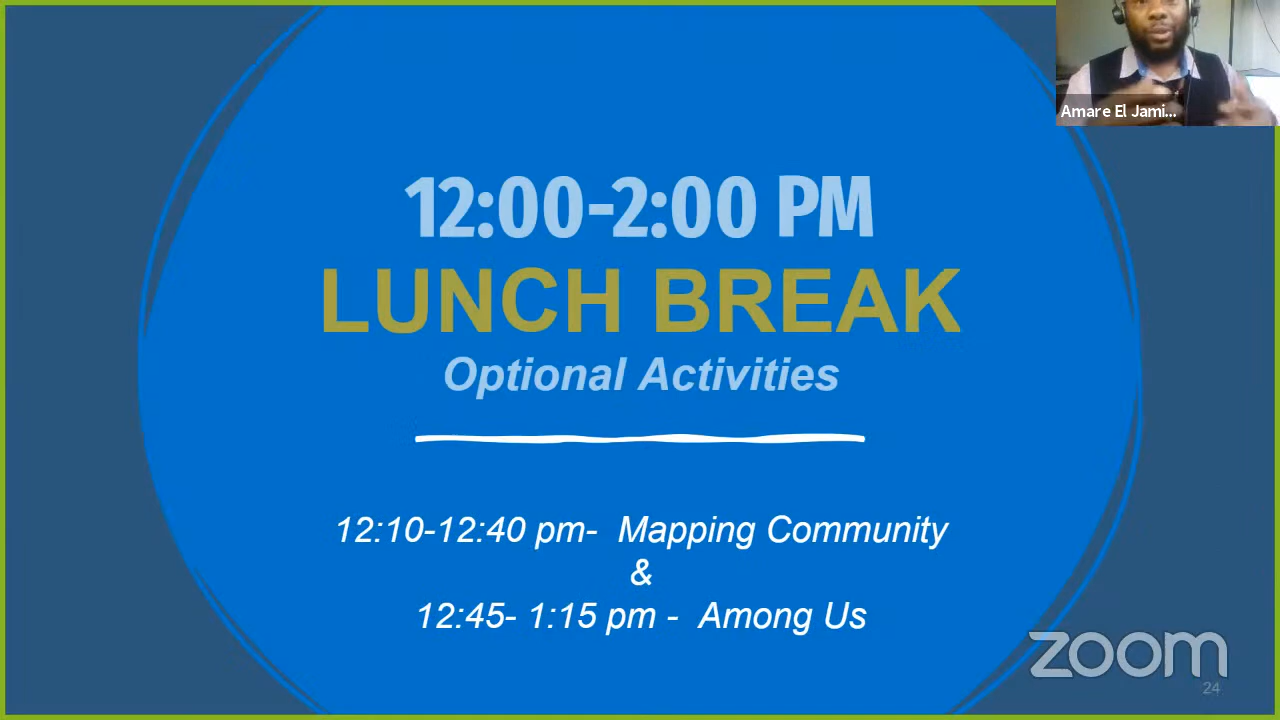 Amare El Jami...
12:00-2:00 PM
LUNCH BREAK
Optional Activities
12:10-12:40 pm- Mapping Community
&
12:45- 1:15 pm - Among Us
zoom
24